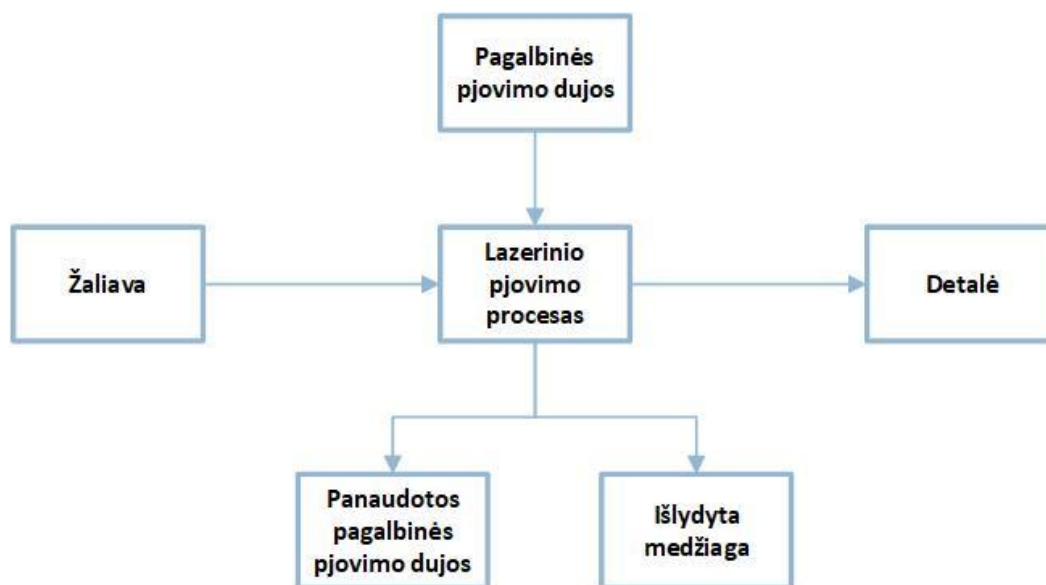 Pagalbinės
pjovimo dujos
Žaliava
Lazerinio
pjovimo
procesas
Detalė
Panaudotos
pagalbinės
pjovimo dujos
Išlydyta
medžiaga